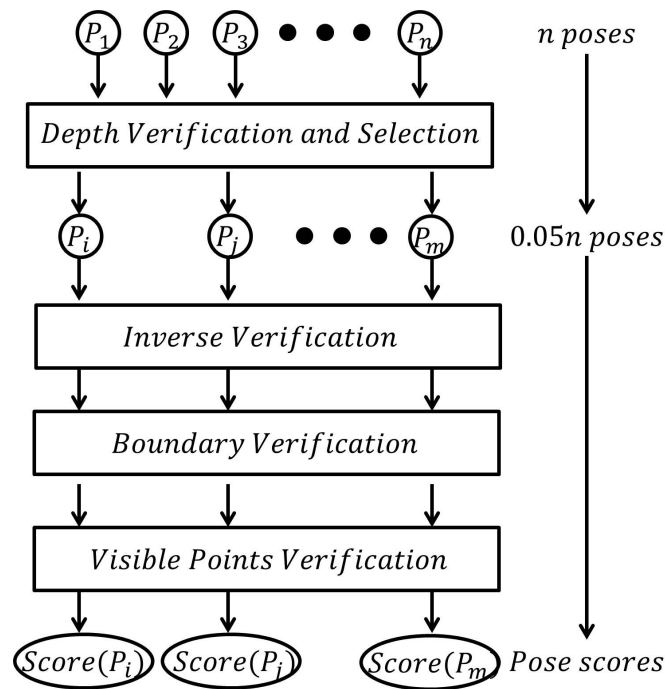 P₁ P₂ P₃ • • • Pₙ n poses
Depth Verification and Selection
Pᵢ Pⱼ • • • Pₘ 0.05n poses
Inverse Verification
Boundary Verification
Visible Points Verification
Score(Pᵢ) Score(Pⱼ) Score(Pₘ) Pose scores